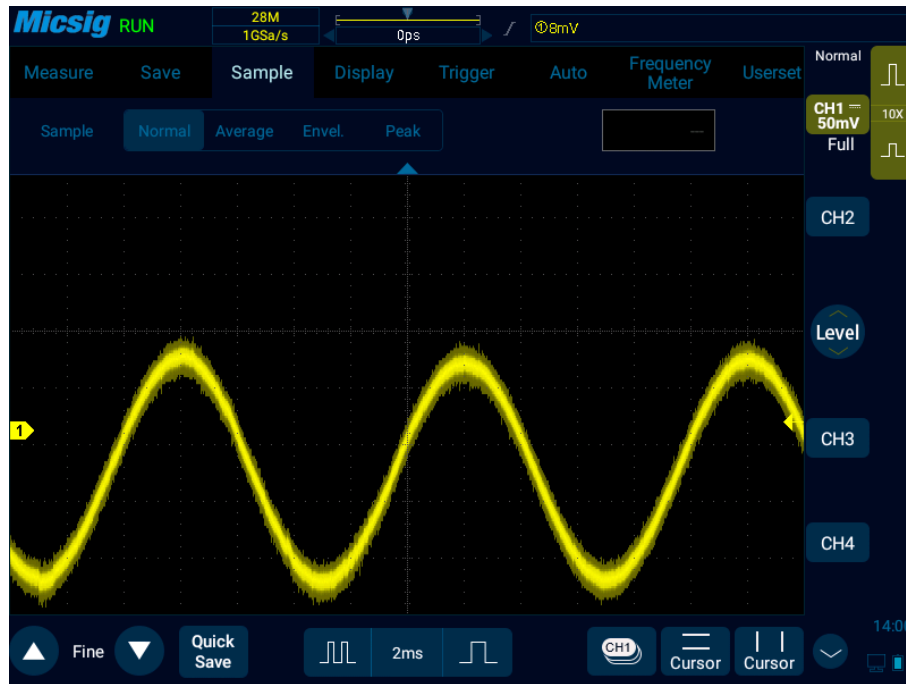 Micsig RUN 28M 1GSa/s 0ps ①8mV
Measure Save Sample Display Trigger Auto Frequency Meter Userset
Normal
Sample Normal Average Envel. Peak ---
CH1
50mV
Full
10X
CH2
Level
1
CH3
CH4
14:00
Fine Quick Save 2ms CH1 Cursor Cursor